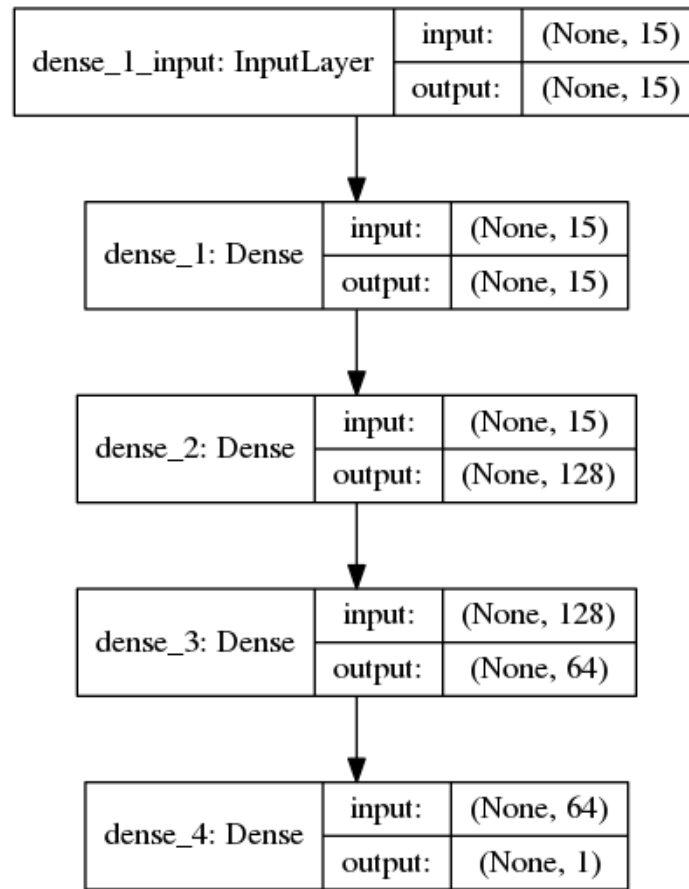 dense_1_input: InputLayer
input: (None, 15)
output: (None, 15)
dense_1: Dense
input: (None, 15)
output: (None, 15)
dense_2: Dense
input: (None, 15)
output: (None, 128)
dense_3: Dense
input: (None, 128)
output: (None, 64)
dense_4: Dense
input: (None, 64)
output: (None, 1)